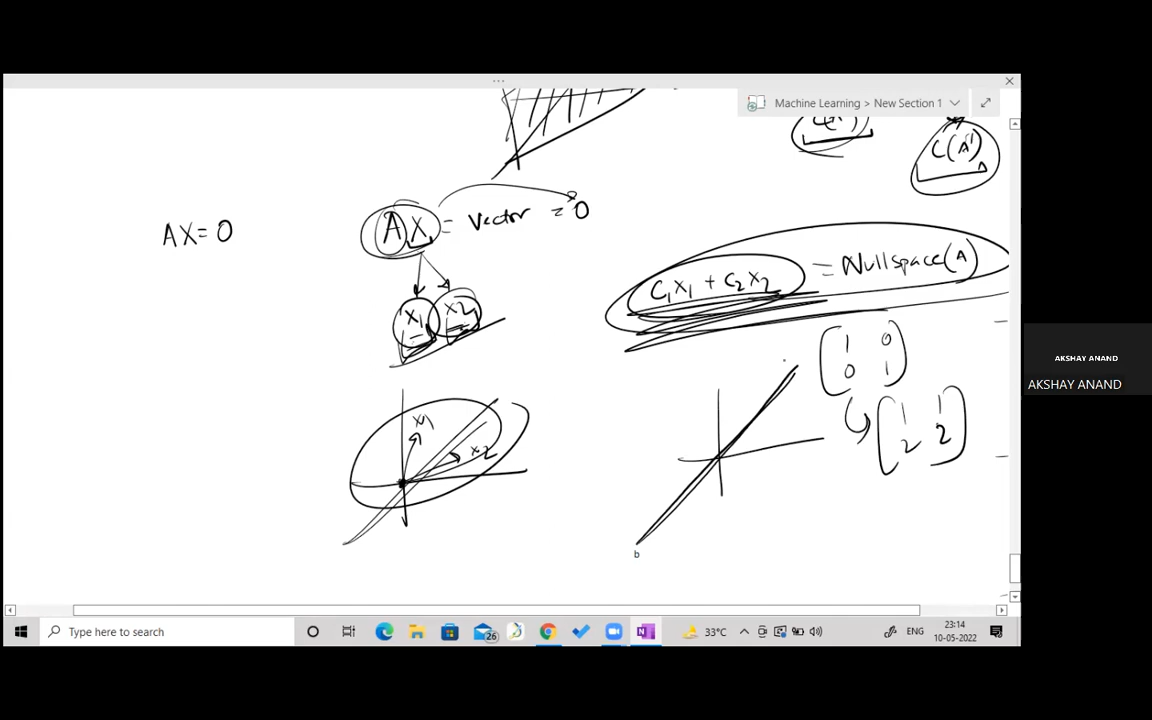 Machine Learning > New Section 1
C(A')
AX = Vector = 0
AX = 0
C1X1 + C2X2 = Nullspace(A)
X1 X2
1 0
0 1
1 1
2 2
X1
X2
b
AKSHAY ANAND
AKSHAY ANAND
Type here to search
26
33°C
ENG
23:14
10-05-2022